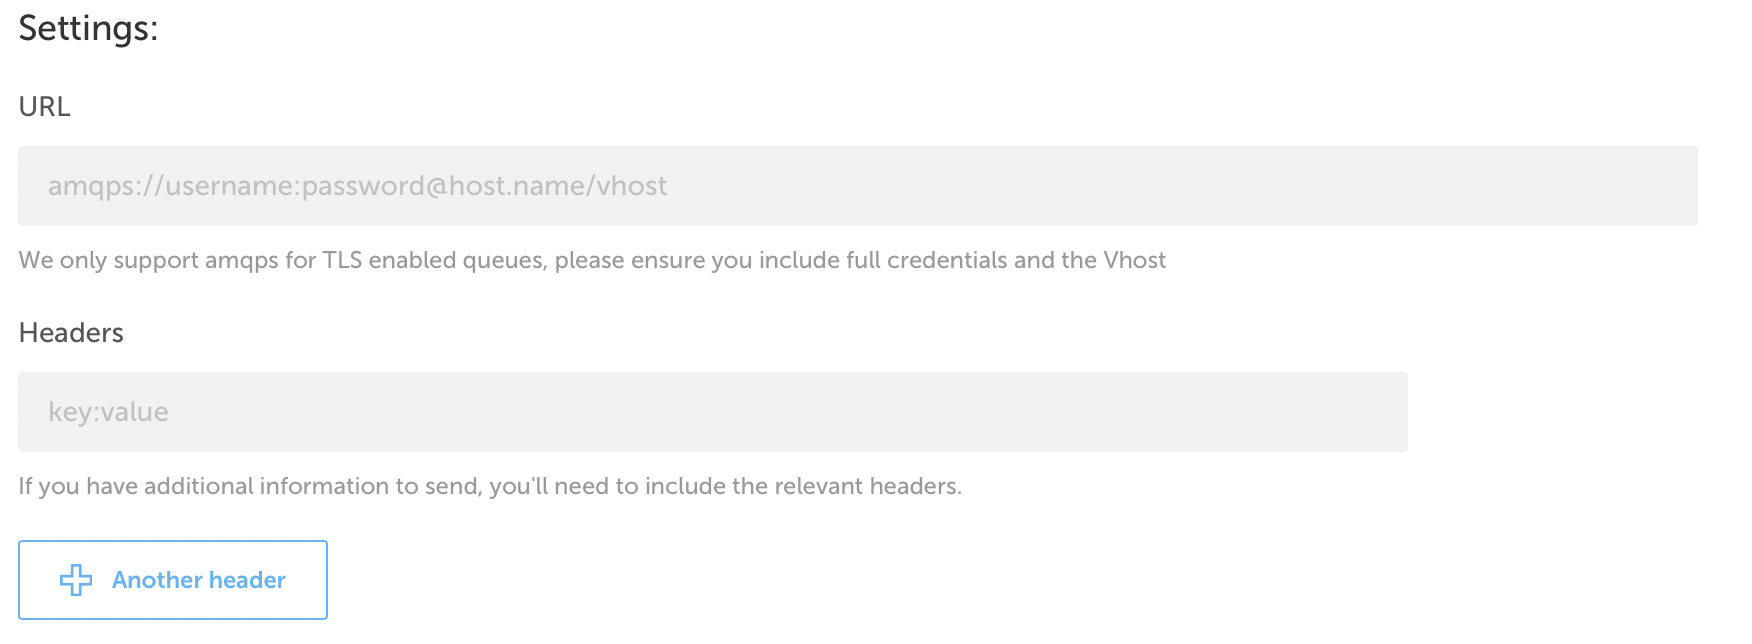 Settings:
URL
amqps://username:password@host.name/vhost
We only support amqps for TLS enabled queues, please ensure you include full credentials and the Vhost
Headers
key:value
If you have additional information to send, you'll need to include the relevant headers.
Another header